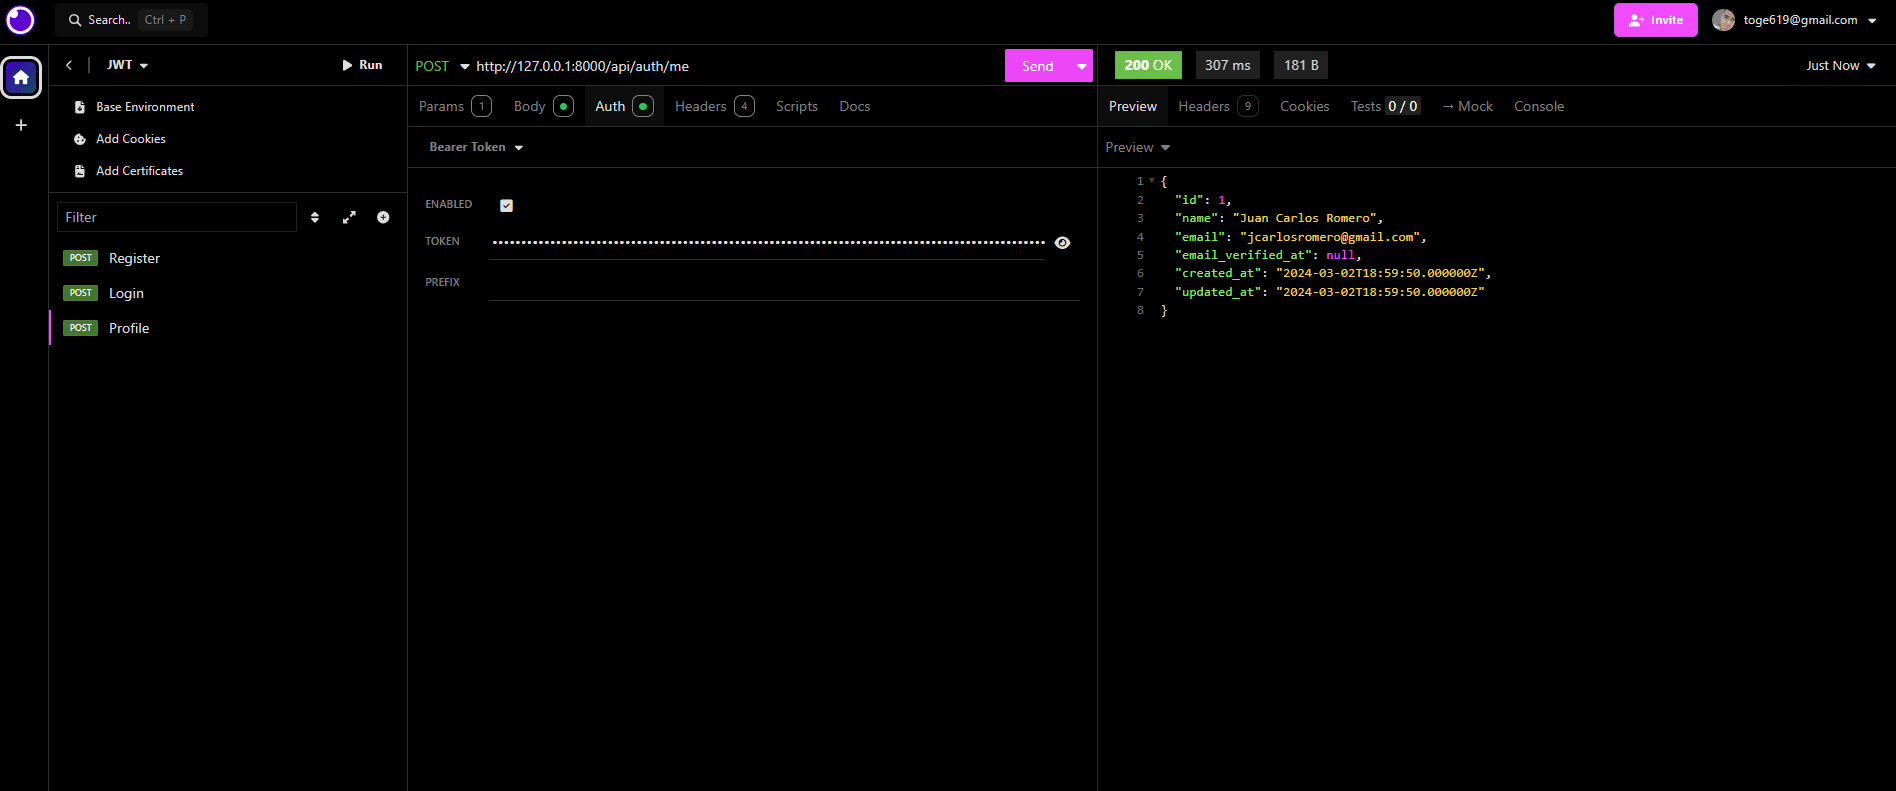 Search.. Ctrl + P
Invite toge619@gmail.com
JWT Run
Base Environment
Add Cookies
Add Certificates
Filter
POST Register
POST Login
POST Profile
POST http://127.0.0.1:8000/api/auth/me Send
Params 1 Body Auth Headers 4 Scripts Docs
Bearer Token
ENABLED
TOKEN ••••••••••••••••••••••••••••••••••••••••••••••••••••••••••••••••••••••••••••••••••••••••••••
PREFIX
200 OK 307 ms 181 B Just Now
Preview Headers 9 Cookies Tests 0 / 0 → Mock Console
Preview
1 {
2 "id": 1,
3 "name": "Juan Carlos Romero",
4 "email": "jcarlosromero@gmail.com",
5 "email_verified_at": null,
6 "created_at": "2024-03-02T18:59:50.000000Z",
7 "updated_at": "2024-03-02T18:59:50.000000Z"
8 }